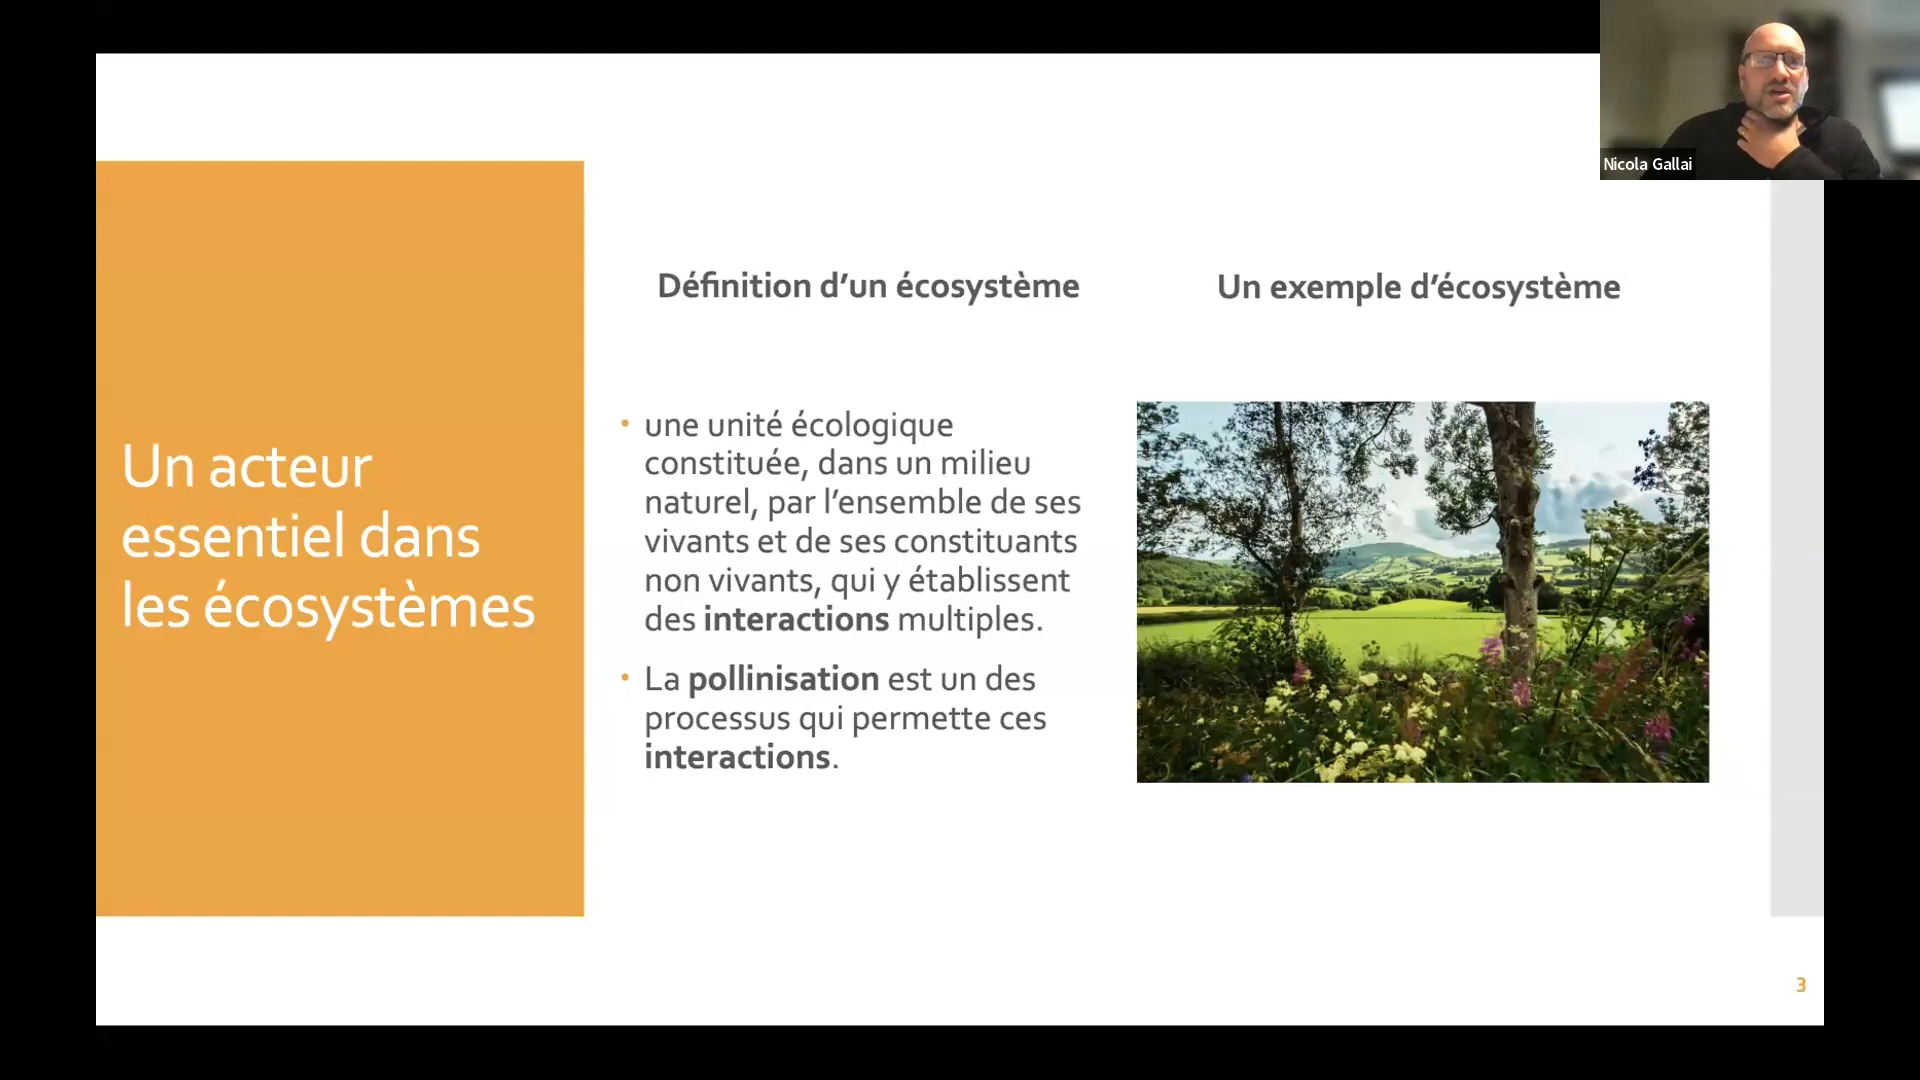 Nicola Gallai
Un acteur
essentiel dans
les écosystèmes
Définition d’un écosystème
• une unité écologique
constituée, dans un milieu
naturel, par l’ensemble de ses
vivants et de ses constituants
non vivants, qui y établissent
des interactions multiples.
• La pollinisation est un des
processus qui permette ces
interactions.
Un exemple d’écosystème
3